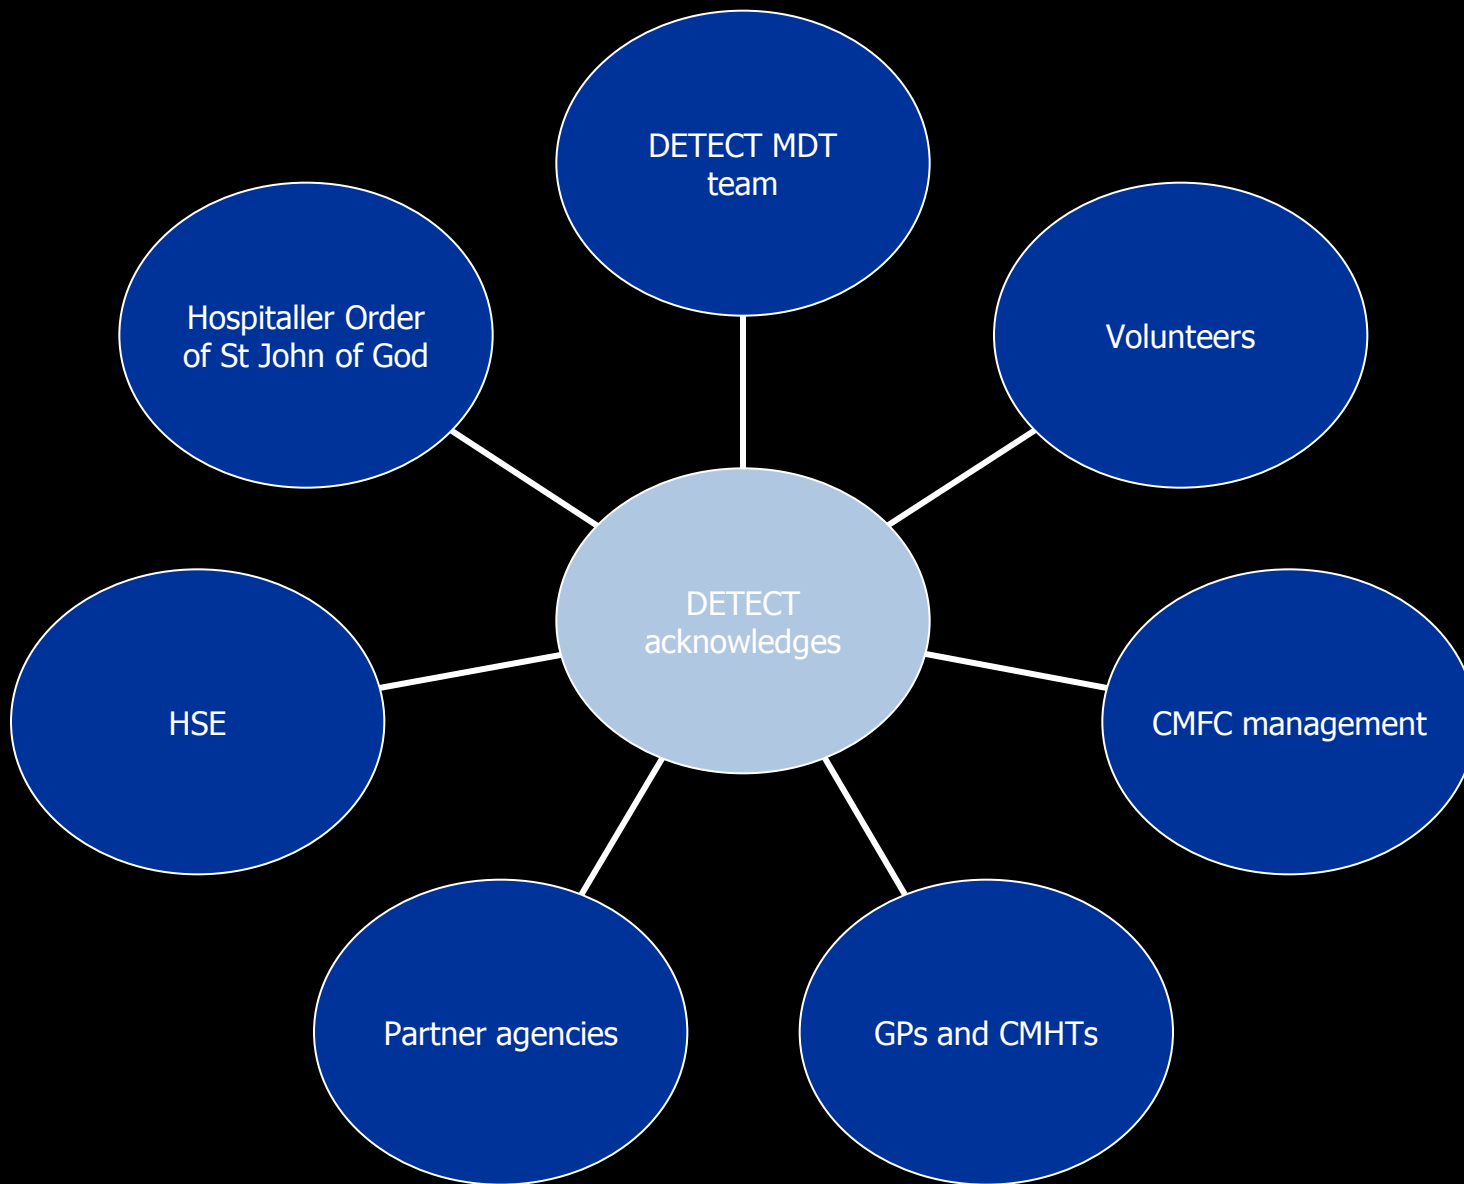 DETECT MDT
team
Hospitaller Order
of St John of God
Volunteers
DETECT
acknowledges
HSE
CMFC management
Partner agencies
GPs and CMHTs